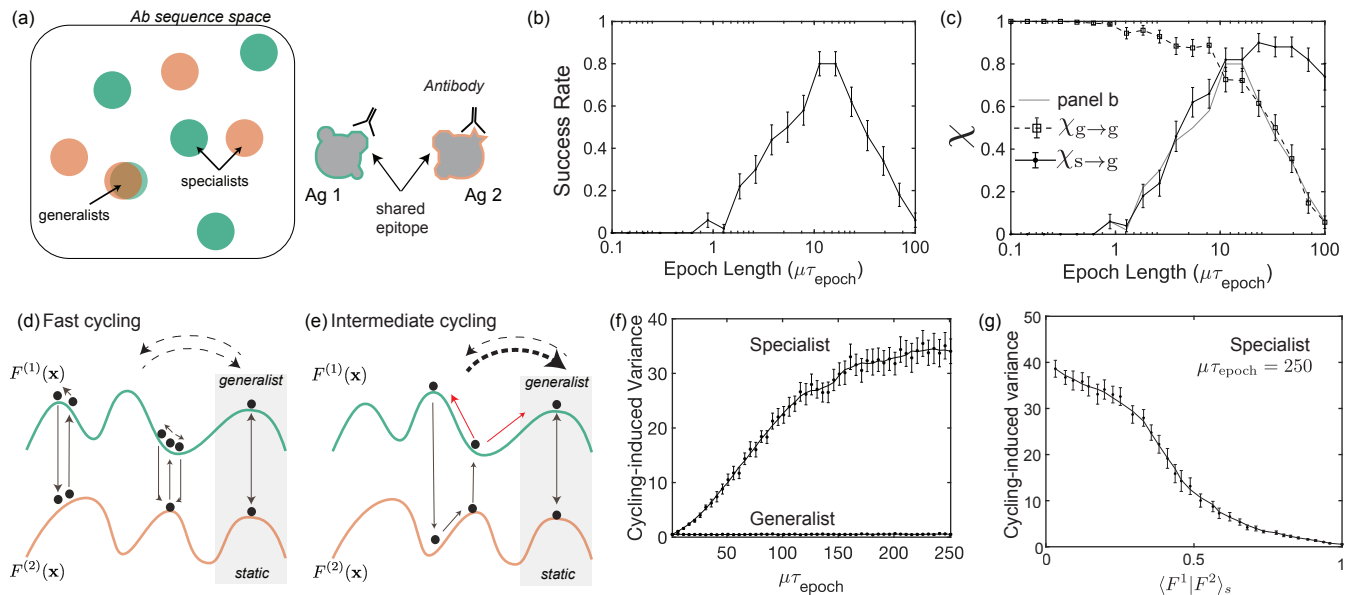 (a)
Ab sequence space
specialists
generalists
Antibody
Ag 1
Ag 2
shared
epitope
(b)
Success Rate
1
0.8
0.6
0.4
0.2
0
0.1
1
10
100
Epoch Length (μτepoch)
(c)
χ
1
0.8
0.6
0.4
0.2
0
panel b
χg→g
χs→g
0.1
1
10
100
Epoch Length (μτepoch)
(d) Fast cycling
F(1)(x)
generalist
F(2)(x)
static
(e) Intermediate cycling
F(1)(x)
generalist
F(2)(x)
static
(f)
Cycling-induced Variance
40
30
20
10
0
Specialist
Generalist
50
100
150
200
250
μτepoch
(g)
Cycling-induced variance
50
40
30
20
10
0
Specialist
μτepoch = 250
0
0.5
1
⟨F1|F2⟩s